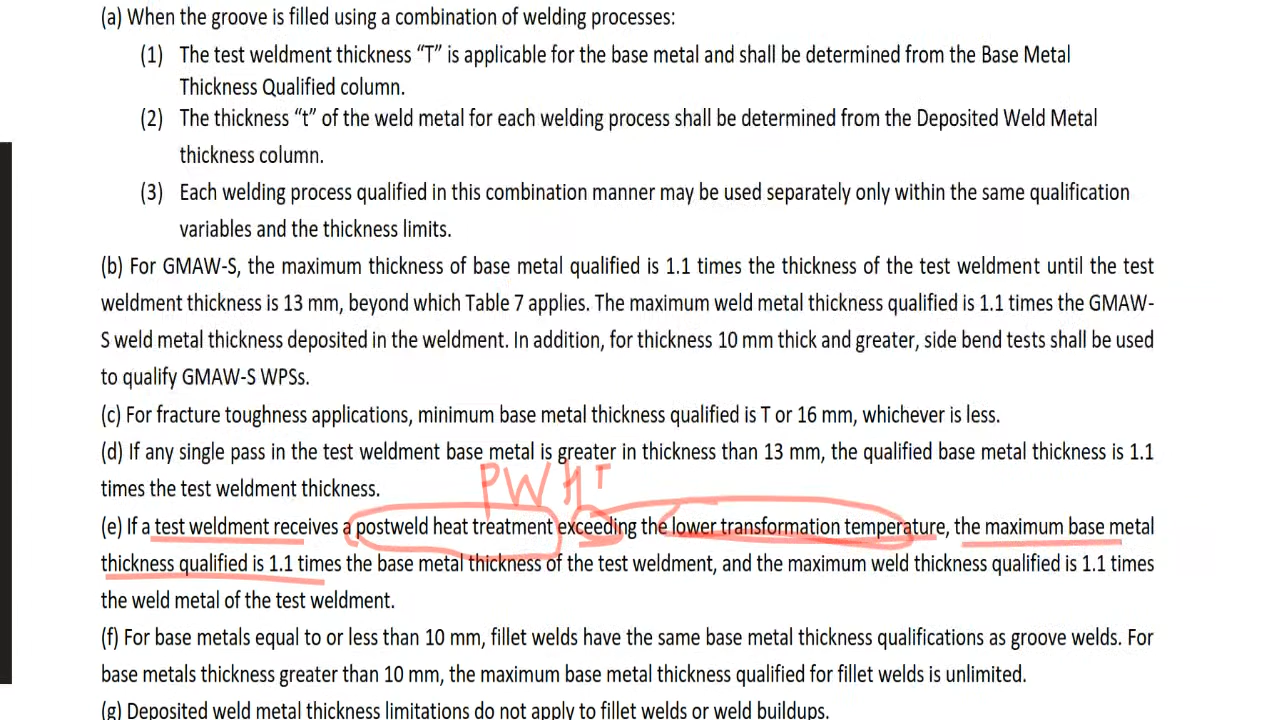 (a) When the groove is filled using a combination of welding processes:
(1) The test weldment thickness “T” is applicable for the base metal and shall be determined from the Base Metal
Thickness Qualified column.
(2) The thickness “t” of the weld metal for each welding process shall be determined from the Deposited Weld Metal
thickness column.
(3) Each welding process qualified in this combination manner may be used separately only within the same qualification
variables and the thickness limits.
(b) For GMAW-S, the maximum thickness of base metal qualified is 1.1 times the thickness of the test weldment until the test
weldment thickness is 13 mm, beyond which Table 7 applies. The maximum weld metal thickness qualified is 1.1 times the GMAW-
S weld metal thickness deposited in the weldment. In addition, for thickness 10 mm thick and greater, side bend tests shall be used
to qualify GMAW-S WPSs.
(c) For fracture toughness applications, minimum base metal thickness qualified is T or 16 mm, whichever is less.
(d) If any single pass in the test weldment base metal is greater in thickness than 13 mm, the qualified base metal thickness is 1.1
times the test weldment thickness.
PWHT
(e) If a test weldment receives a postweld heat treatment exceeding the lower transformation temperature, the maximum base metal
thickness qualified is 1.1 times the base metal thickness of the test weldment, and the maximum weld thickness qualified is 1.1 times
the weld metal of the test weldment.
(f) For base metals equal to or less than 10 mm, fillet welds have the same base metal thickness qualifications as groove welds. For
base metals thickness greater than 10 mm, the maximum base metal thickness qualified for fillet welds is unlimited.
(g) Deposited weld metal thickness limitations do not apply to fillet welds or weld buildups.